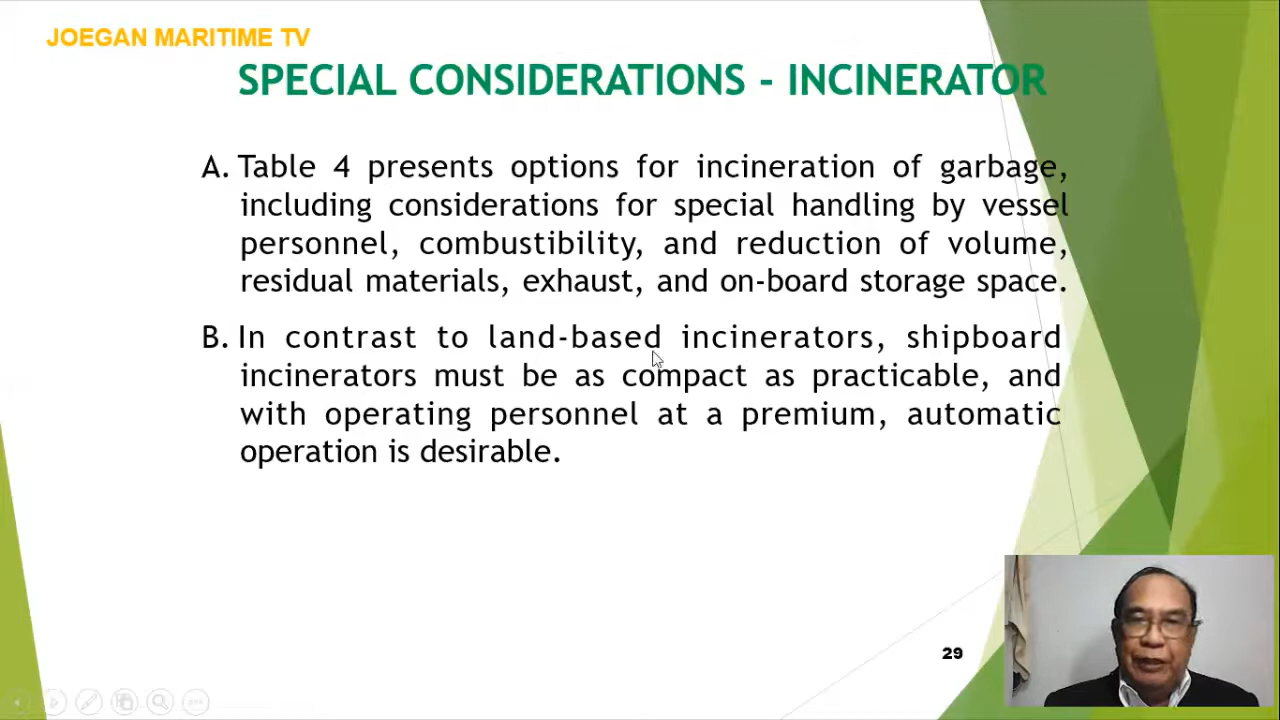 JOEGAN MARITIME TV
SPECIAL CONSIDERATIONS - INCINERATOR
A. Table 4 presents options for incineration of garbage,
including considerations for special handling by vessel
personnel, combustibility, and reduction of volume,
residual materials, exhaust, and on-board storage space.
B. In contrast to land-based incinerators, shipboard
incinerators must be as compact as practicable, and
with operating personnel at a premium, automatic
operation is desirable.
29